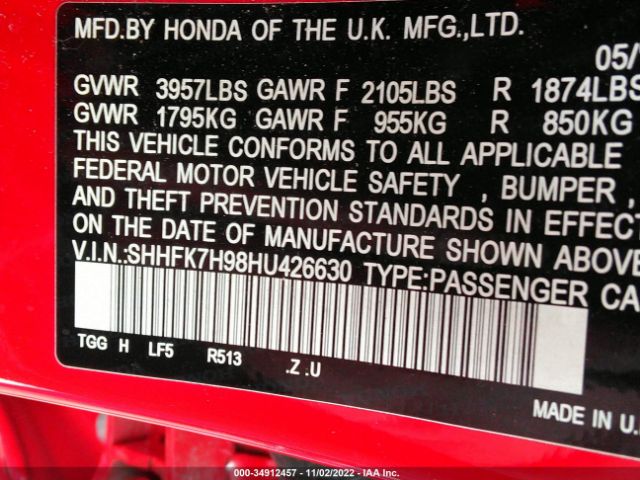 MFD.BY HONDA OF THE U.K. MFG.,LTD.
05/
GVWR 3957LBS GAWR F 2105LBS R 1874LBS
GVWR 1795KG GAWR F 955KG R 850KG
THIS VEHICLE CONFORMS TO ALL APPLICABLE
FEDERAL MOTOR VEHICLE SAFETY , BUMPER ,
AND THEFT PREVENTION STANDARDS IN EFFECT
ON THE DATE OF MANUFACTURE SHOWN ABOVE
V.I.N.:SHHFK7H98HU426630 TYPE:PASSENGER CA
TGG H LF5 R513 .Z .U
MADE IN U.
000-34912457 - 11/02/2022 - IAA Inc.